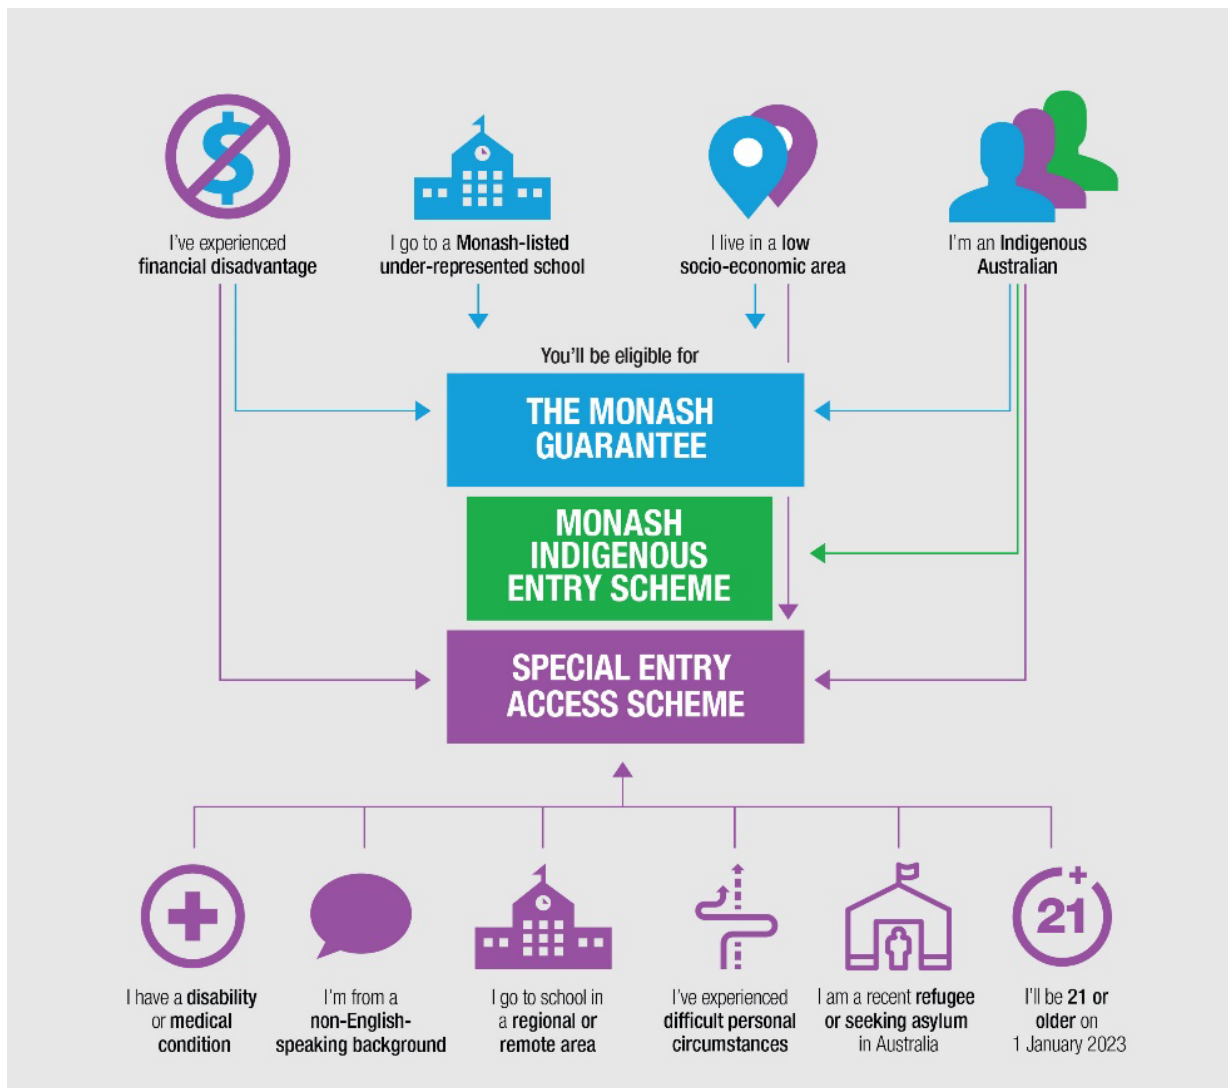 I've experienced
financial disadvantage
I go to a Monash-listed
under-represented school
I live in a low
socio-economic area
I'm an Indigenous
Australian
You'll be eligible for
THE MONASH
GUARANTEE
MONASH
INDIGENOUS
ENTRY SCHEME
SPECIAL ENTRY
ACCESS SCHEME
I have a disability
or medical
condition
I'm from a
non-English-
speaking background
I go to school in
a regional or
remote area
I've experienced
difficult personal
circumstances
I am a recent refugee
or seeking asylum
in Australia
21+
I'll be 21 or
older on
1 January 2023